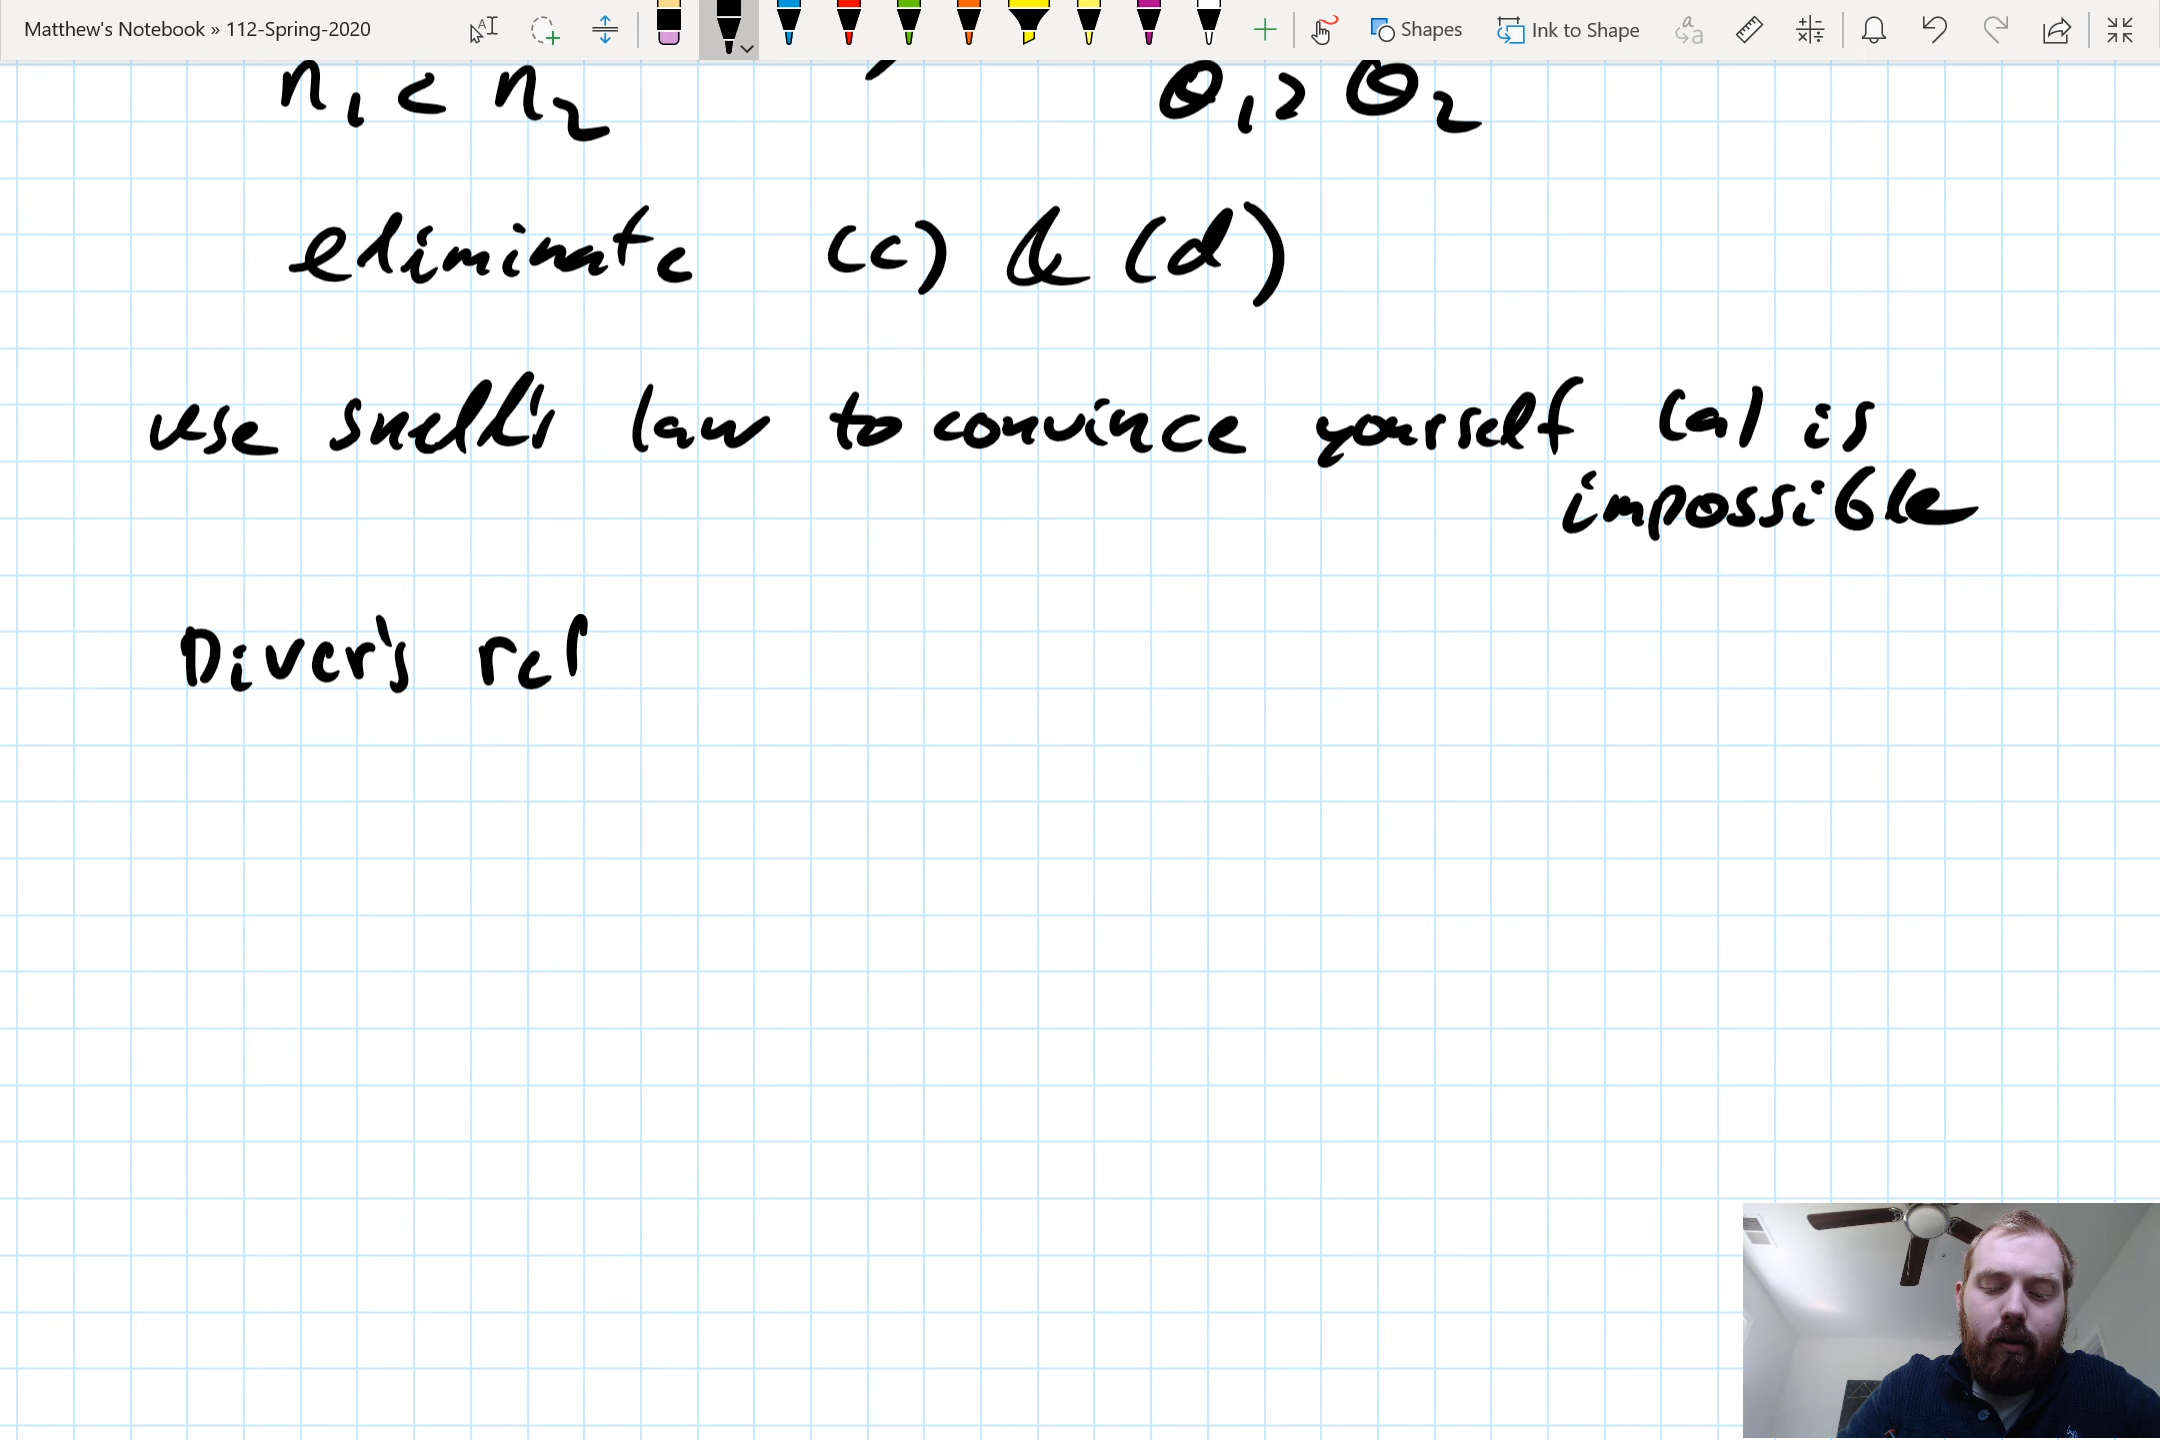 Matthew's Notebook » 112-Spring-2020
Shapes
Ink to Shape
n₁ < n₂ θ₁ > θ₂
eliminate (c) & (d)
use snell's law to convince yourself (a) is
impossible
Diver's ref